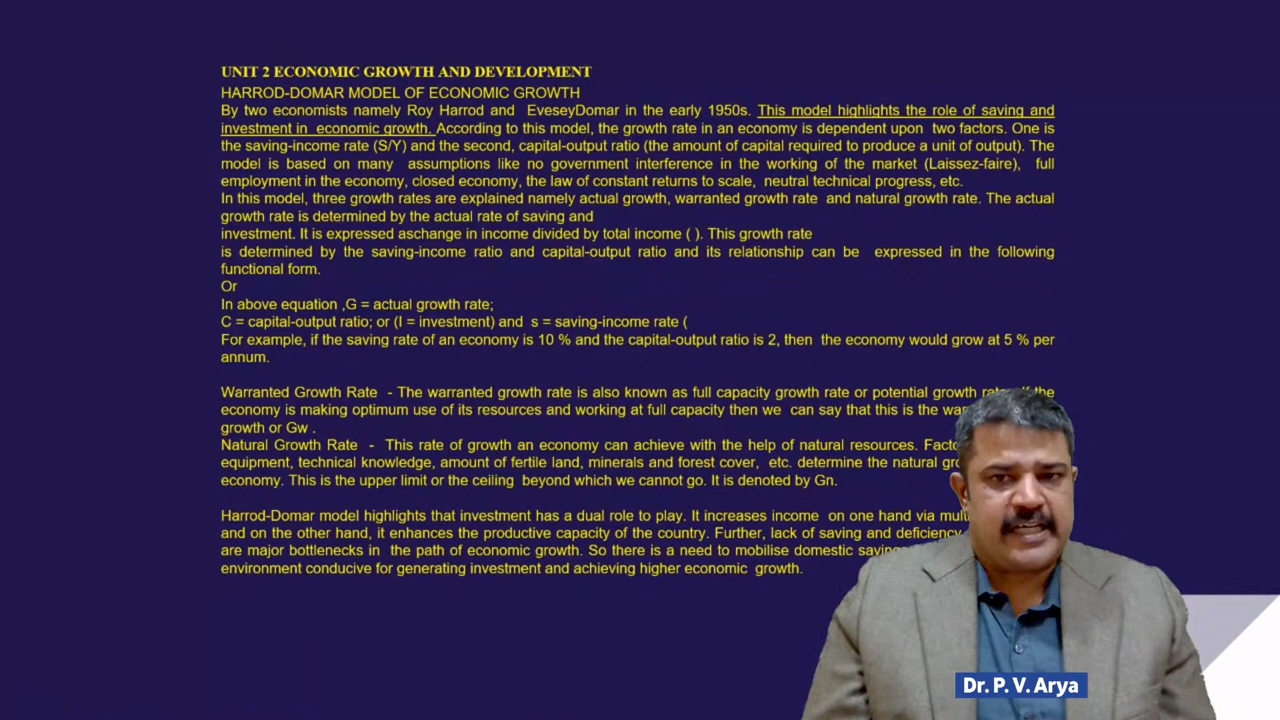 UNIT 2 ECONOMIC GROWTH AND DEVELOPMENT
HARROD-DOMAR MODEL OF ECONOMIC GROWTH
By two economists namely Roy Harrod and EveseyDomar in the early 1950s. This model highlights the role of saving and
investment in economic growth. According to this model, the growth rate in an economy is dependent upon two factors. One is
the saving-income rate (S/Y) and the second, capital-output ratio (the amount of capital required to produce a unit of output). The
model is based on many assumptions like no government interference in the working of the market (Laissez-faire), full
employment in the economy, closed economy, the law of constant returns to scale, neutral technical progress, etc.
In this model, three growth rates are explained namely actual growth, warranted growth rate and natural growth rate. The actual
growth rate is determined by the actual rate of saving and
investment. It is expressed aschange in income divided by total income ( ). This growth rate
is determined by the saving-income ratio and capital-output ratio and its relationship can be expressed in the following
functional form.
Or
In above equation ,G = actual growth rate;
C = capital-output ratio; or (I = investment) and s = saving-income rate (
For example, if the saving rate of an economy is 10 % and the capital-output ratio is 2, then the economy would grow at 5 % per
annum.
Warranted Growth Rate - The warranted growth rate is also known as full capacity growth rate or potential growth rate. If the
economy is making optimum use of its resources and working at full capacity then we can say that this is the
growth or Gw .
Natural Growth Rate - This rate of growth an economy can achieve with the help of natural resources.
equipment, technical knowledge, amount of fertile land, minerals and forest cover, etc. determine the natural
economy. This is the upper limit or the ceiling beyond which we cannot go. It is denoted by Gn.
Harrod-Domar model highlights that investment has a dual role to play. It increases income on one hand via
and on the other hand, it enhances the productive capacity of the country. Further, lack of saving and deficiency
are major bottlenecks in the path of economic growth. So there is a need to mobilise domestic
environment conducive for generating investment and achieving higher economic growth.
Dr. P. V. Arya